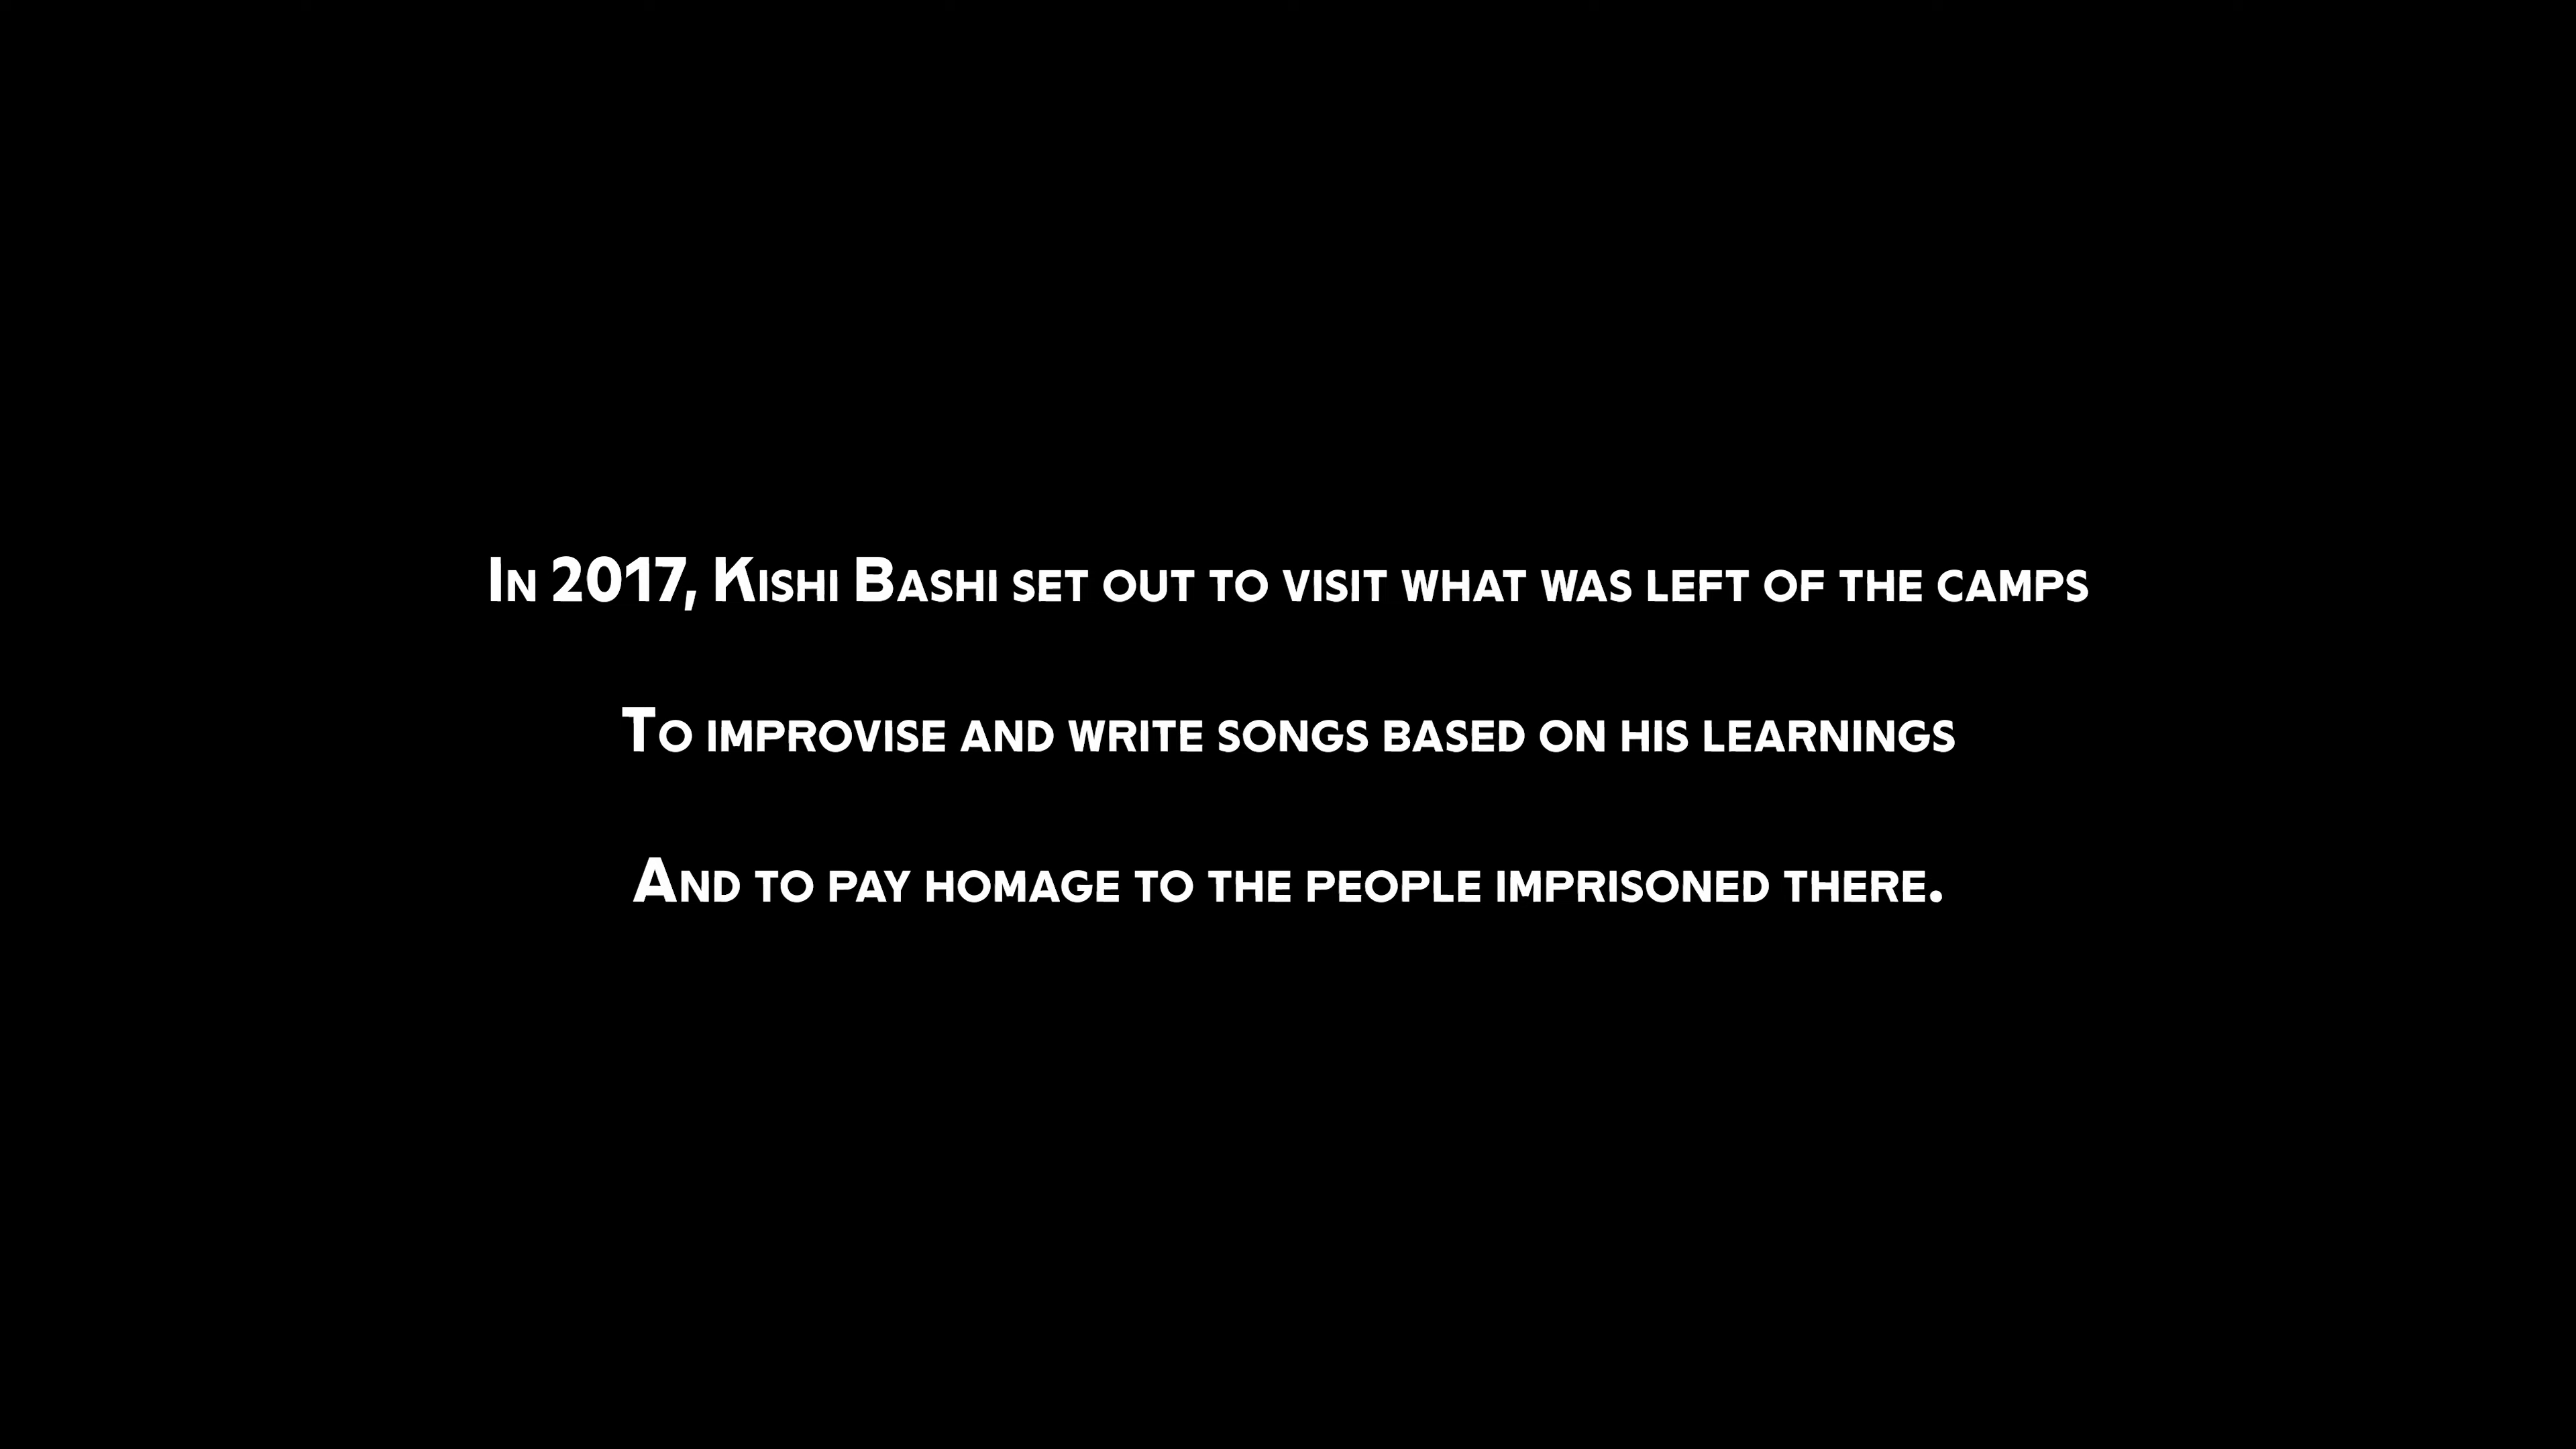 In 2017, Kishi Bashi set out to visit what was left of the camps
To improvise and write songs based on his learnings
And to pay homage to the people imprisoned there.